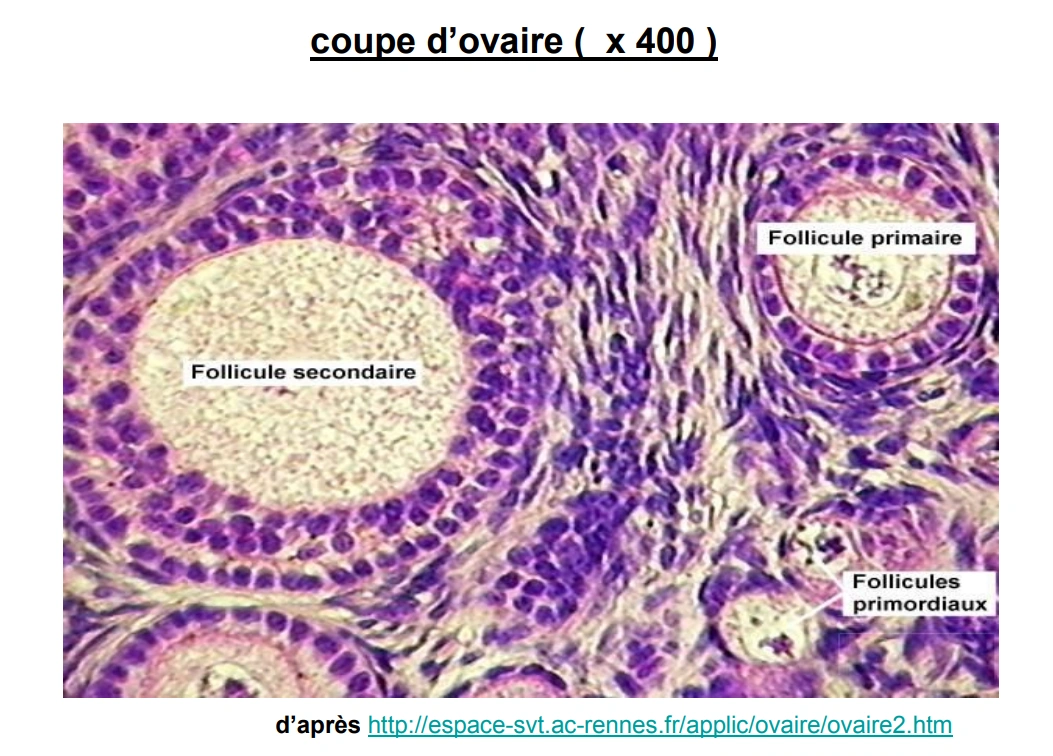 coupe d’ovaire (  x 400 )
Follicule primaire
Follicule secondaire
Follicules
primordiaux
d’après http://espace-svt.ac-rennes.fr/applic/ovaire/ovaire2.htm